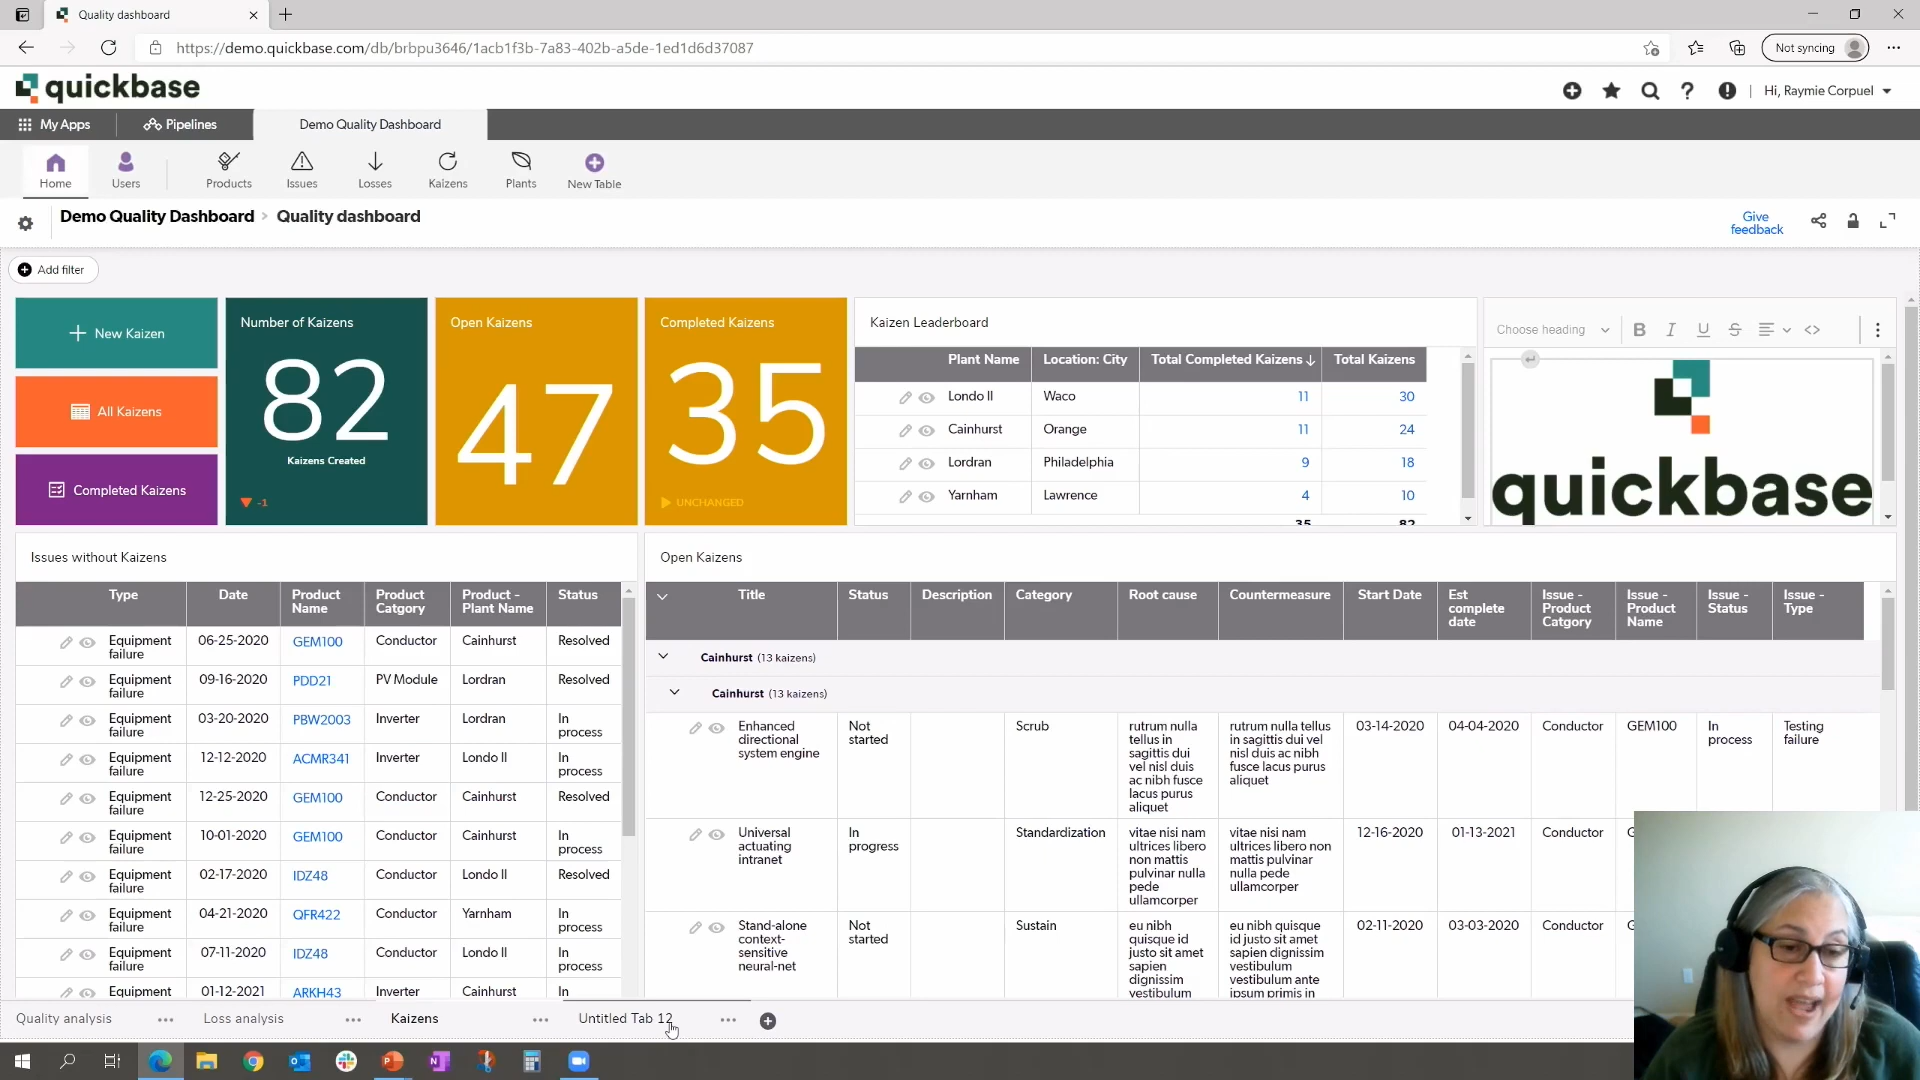 Quality dashboard
https://demo.quickbase.com/db/brbpu3646/1acb1f3b-7a83-402b-a5de-1ed1d6d37087
Not syncing
quickbase
Hi, Raymie Corpuel
My Apps
Pipelines
Demo Quality Dashboard
Home
Users
Products
Issues
Losses
Kaizens
Plants
New Table
Demo Quality Dashboard > Quality dashboard
Give
feedback
Add filter
New Kaizen
All Kaizens
Completed Kaizens
Number of Kaizens
82
Kaizens Created
-1
Open Kaizens
47
Completed Kaizens
35
UNCHANGED
Kaizen Leaderboard
Plant Name Location: City Total Completed Kaizens Total Kaizens
Londo II Waco 11 30
Cainhurst Orange 11 24
Lordran Philadelphia 9 18
Yarnham Lawrence 4 10
35 82
Choose heading
quickbase
Issues without Kaizens
Type Date Product Product Product - Status
Name Catgory Plant Name
Equipment 06-25-2020 GEM100 Conductor Cainhurst Resolved
failure
Equipment 09-16-2020 PDD21 PV Module Lordran Resolved
failure
Equipment 03-20-2020 PBW2003 Inverter Lordran In
failure process
Equipment 12-12-2020 ACMR341 Inverter Londo II In
failure process
Equipment 12-25-2020 GEM100 Conductor Cainhurst Resolved
failure
Equipment 10-01-2020 GEM100 Conductor Cainhurst In
failure process
Equipment 02-17-2020 IDZ48 Conductor Londo II Resolved
failure
Equipment 04-21-2020 QFR422 Conductor Yarnham In
failure process
Equipment 07-11-2020 IDZ48 Conductor Londo II In
failure process
Equipment 01-12-2021 ARKH43 Inverter Cainhurst In
Open Kaizens
Title Status Description Category Root cause Countermeasure Start Date Est Issue - Issue - Issue - Issue -
complete Product Product Status Type
date Catgory Name
Cainhurst (13 kaizens)
Cainhurst (13 kaizens)
Enhanced Not Scrub rutrum nulla rutrum nulla tellus 03-14-2020 04-04-2020 Conductor GEM100 In Testing
directional started tellus in in sagittis dui vel process failure
system engine sagittis dui nisl duis ac nibh
vel nisl duis fusce lacus purus
ac nibh fusce aliquet
lacus purus
aliquet
Universal In Standardization vitae nisi nam vitae nisi nam 12-16-2020 01-13-2021 Conductor
actuating progress ultrices libero ultrices libero non
intranet non mattis mattis pulvinar
pulvinar nulla nulla pede
pede ullamcorper
ullamcorper
Stand-alone Not Sustain eu nibh eu nibh quisque 02-11-2020 03-03-2020 Conductor
context- started quisque id id justo sit amet
sensitive justo sit amet sapien dignissim
neural-net sapien vestibulum
dignissim vestibulum ante
vestibulum ipsum primis in
Quality analysis
Loss analysis
Kaizens
Untitled Tab 12